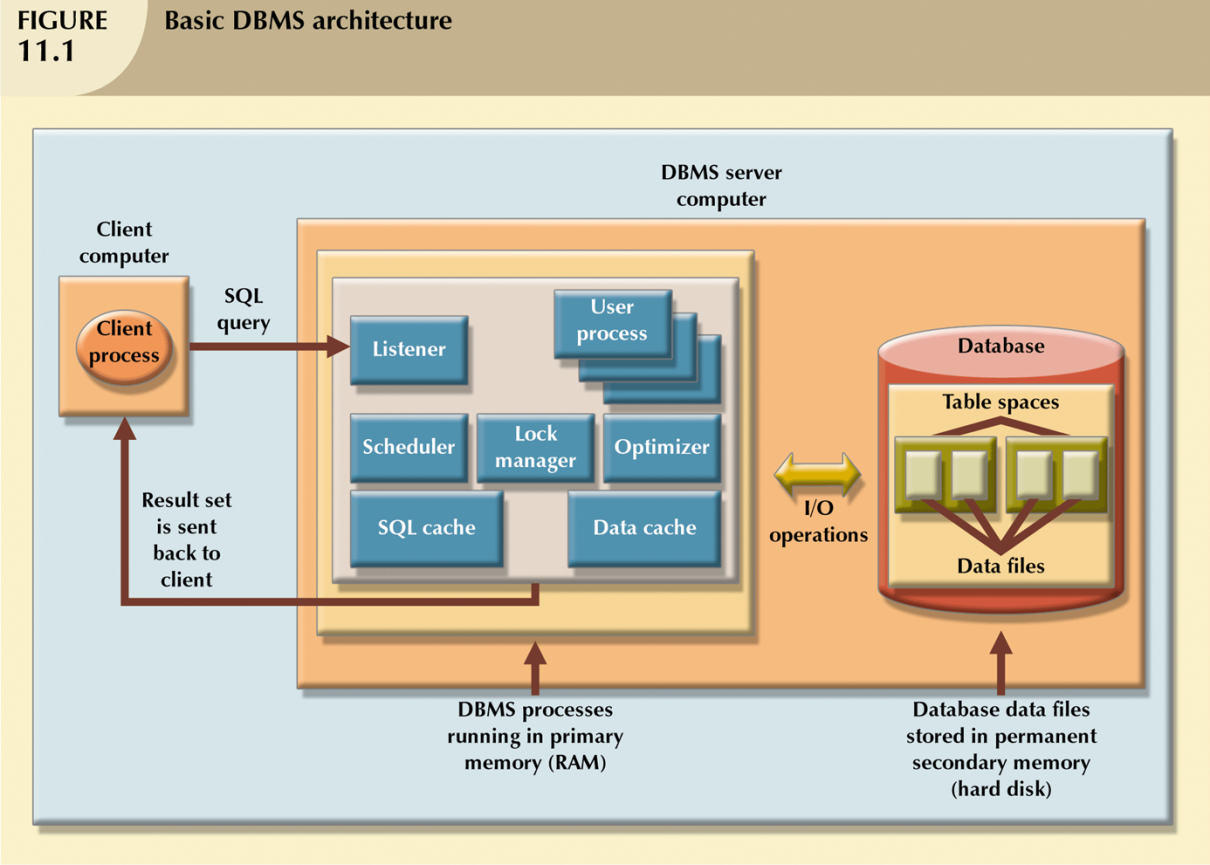 FIGURE
11.1
Basic DBMS architecture
DBMS server
computer
Client
computer
Client
process
SQL
query
Listener
User
process
Scheduler
Lock
manager
Optimizer
SQL cache
Data cache
Result set
is sent
back to
client
I/O
operations
Database
Table spaces
Data files
DBMS processes
running in primary
memory (RAM)
Database data files
stored in permanent
secondary memory
(hard disk)